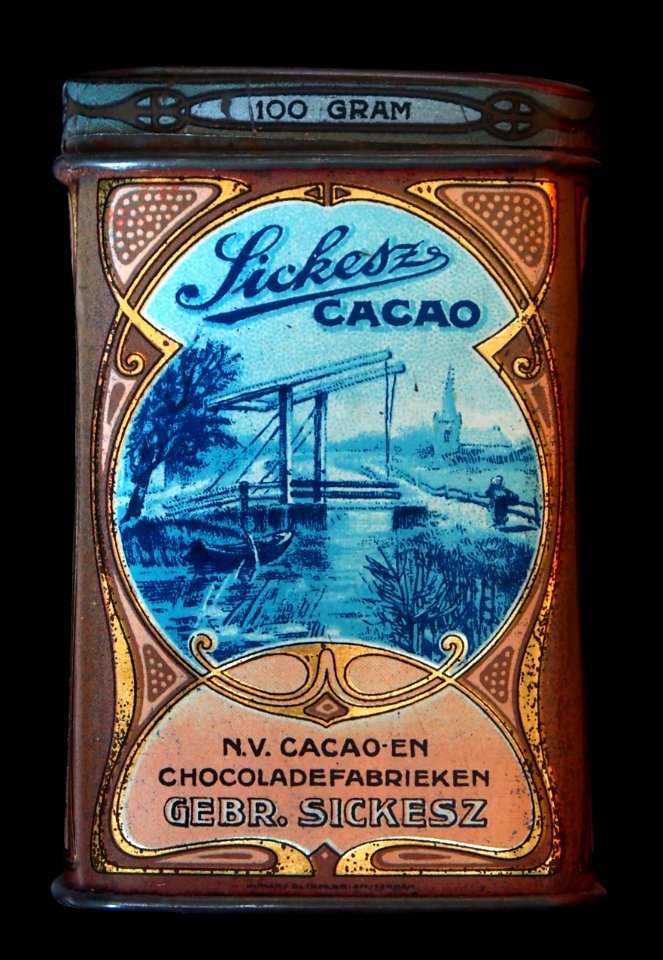 100 GRAM
Sickesz
CACAO
N.V. CACAO-EN
CHOCOLADEFABRIEKEN
GEBR. SICKESZ